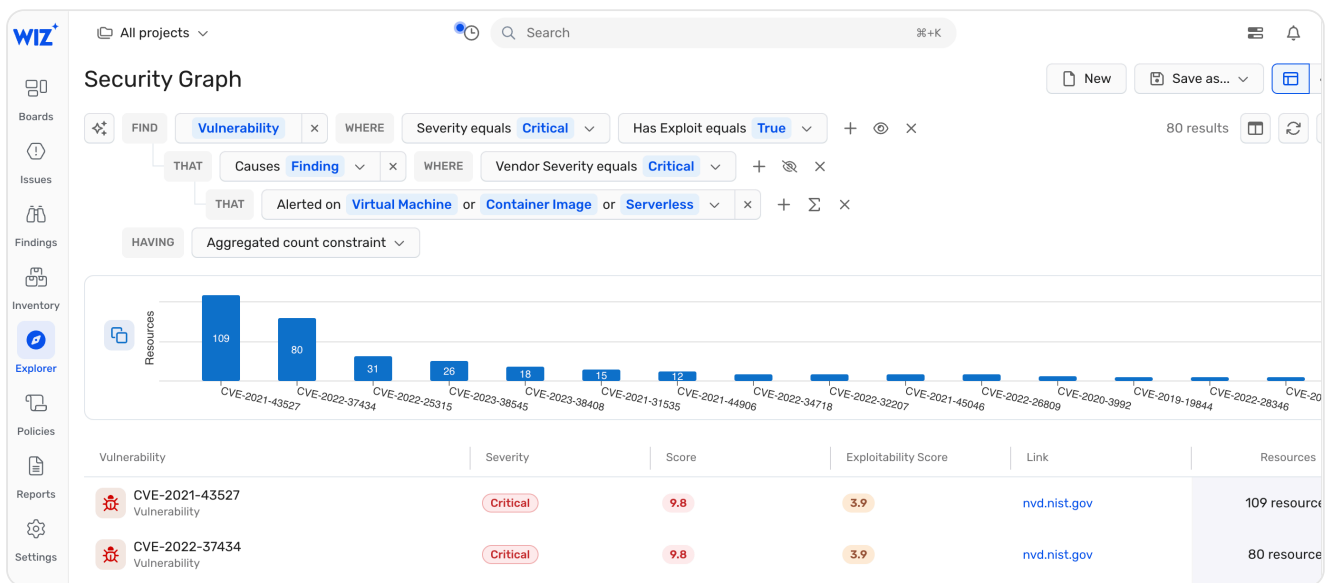 WIZ
All projects
Search
⌘+K
Security Graph
New
Save as...
Boards
Issues
Findings
Inventory
Explorer
Policies
Reports
Settings
FIND Vulnerability × WHERE Severity equals Critical Has Exploit equals True
80 results
THAT Causes Finding × WHERE Vendor Severity equals Critical
THAT Alerted on Virtual Machine or Container Image or Serverless ×
HAVING Aggregated count constraint
Resources
109
80
31
26
18
15
12
CVE-2021-43527
CVE-2022-37434
CVE-2022-25315
CVE-2023-38545
CVE-2023-38408
CVE-2021-31535
CVE-2021-44906
CVE-2022-34718
CVE-2022-32207
CVE-2021-45046
CVE-2022-26809
CVE-2020-3992
CVE-2019-19844
CVE-2022-28346
CVE-20
Vulnerability Severity Score Exploitability Score Link Resources
CVE-2021-43527
Vulnerability
Critical
9.8
3.9
nvd.nist.gov
109 resource
CVE-2022-37434
Vulnerability
Critical
9.8
3.9
nvd.nist.gov
80 resource